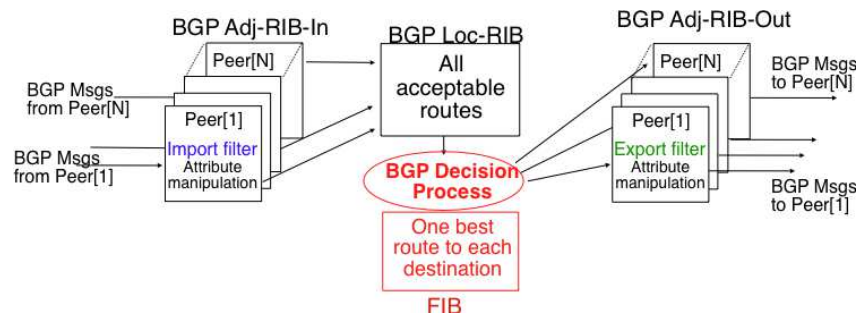 BGP Adj-RIB-In
BGP Msgs
from Peer[N]
BGP Msgs
from Peer[1]
Peer[N]
Peer[1]
Import filter
Attribute
manipulation
BGP Loc-RIB
All
acceptable
routes
BGP Decision
Process
One best
route to each
destination
FIB
BGP Adj-RIB-Out
Peer[N]
Peer[1]
Export filter
Attribute
manipulation
BGP Msgs
to Peer[N]
BGP Msgs
to Peer[1]